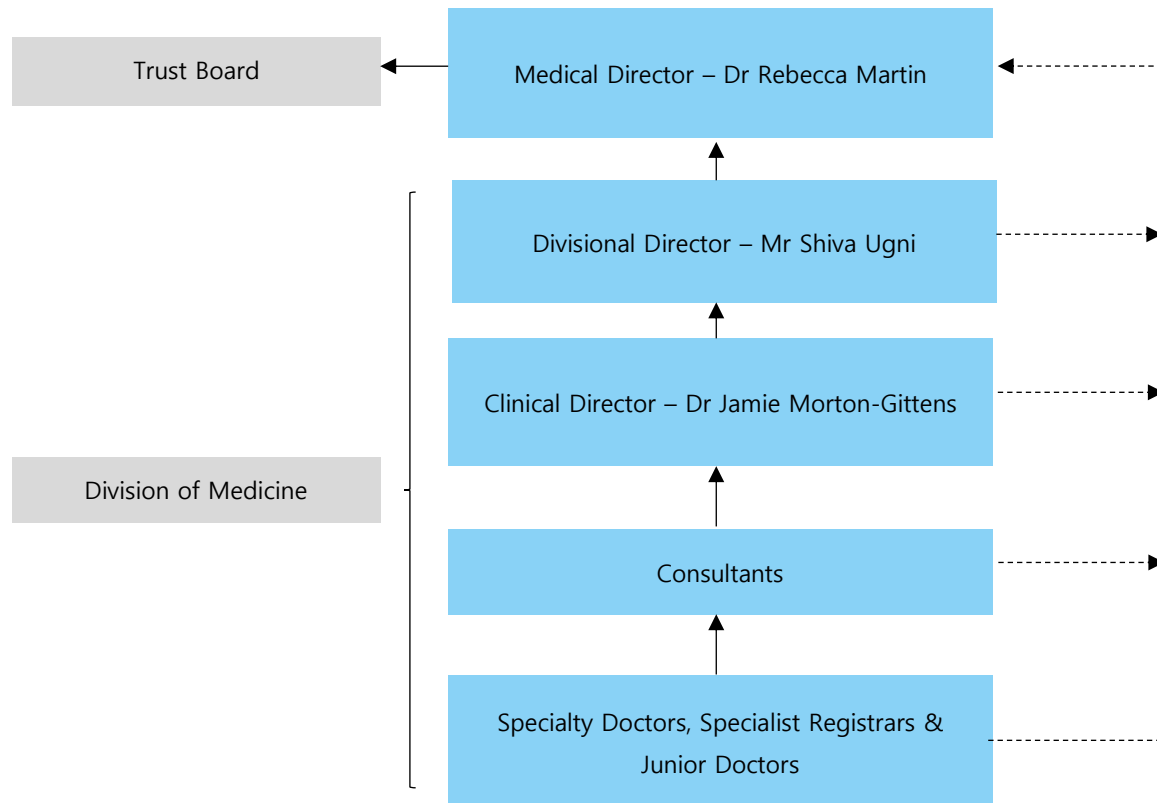 Trust Board
Medical Director – Dr Rebecca Martin
Divisional Director – Mr Shiva Ugni
Clinical Director – Dr Jamie Morton-Gittens
Division of Medicine
Consultants
Specialty Doctors, Specialist Registrars &
Junior Doctors